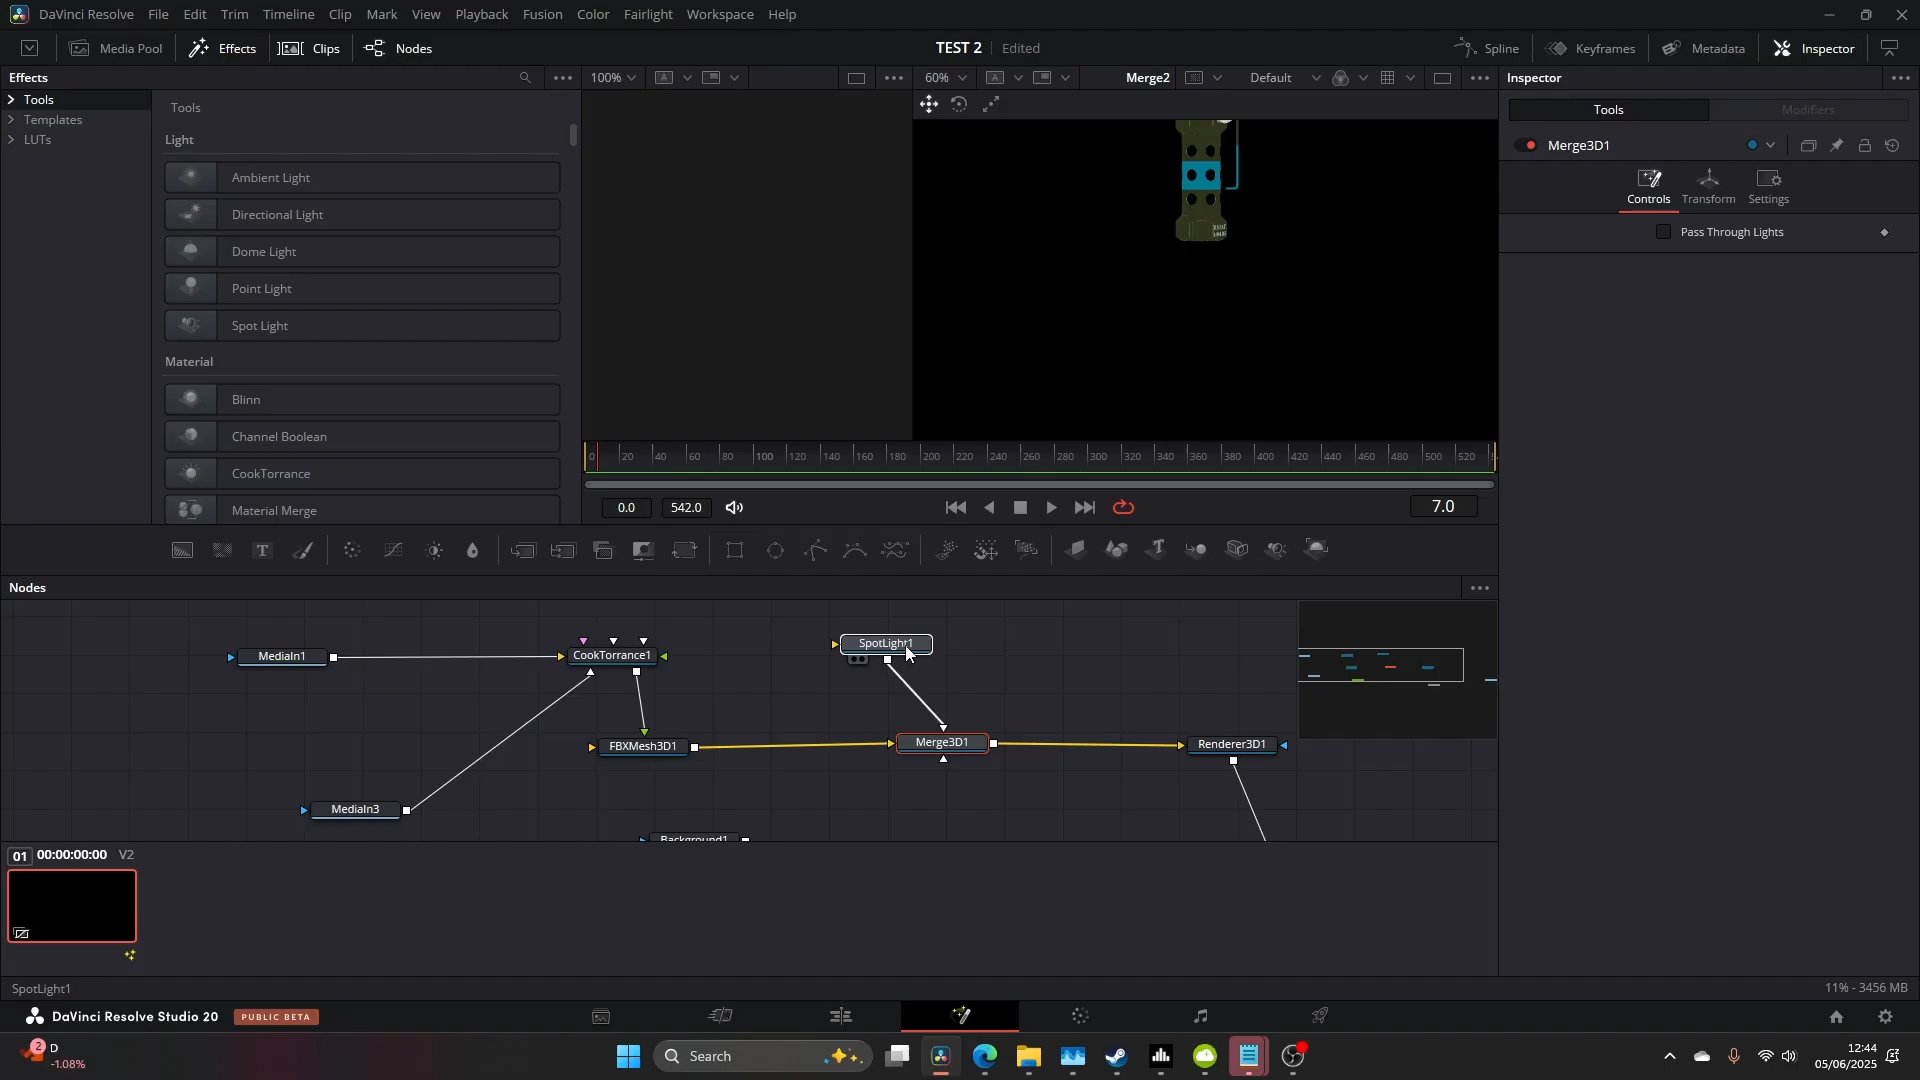 DaVinci Resolve File Edit Trim Timeline Clip Mark View Playback Fusion Color Fairlight Workspace Help
Media Pool Effects Clips Nodes TEST 2 Edited Spline Keyframes Metadata Inspector
Effects 100% 60% Merge2 Default Inspector
Tools
Templates
LUTs
Tools
Light
Ambient Light
Directional Light
Dome Light
Point Light
Spot Light
Material
Blinn
Channel Boolean
CookTorrance
Material Merge
Tools Modifiers
Merge3D1
Controls Transform Settings
Pass Through Lights
0 20 40 60 80 100 120 140 160 180 200 220 240 260 280 300 320 340 360 380 400 420 440 460 480 500 520
0.0 542.0 7.0
T T
Nodes
SpotLight1
MediaIn1 CookTorrance1
FBXMesh3D1 Merge3D1 Renderer3D1
MediaIn3
Background1
01 00:00:00:00 V2
SpotLight1 11% - 3456 MB
DaVinci Resolve Studio 20 PUBLIC BETA
2 D
-1.08%
Search
12:44
05/06/2025